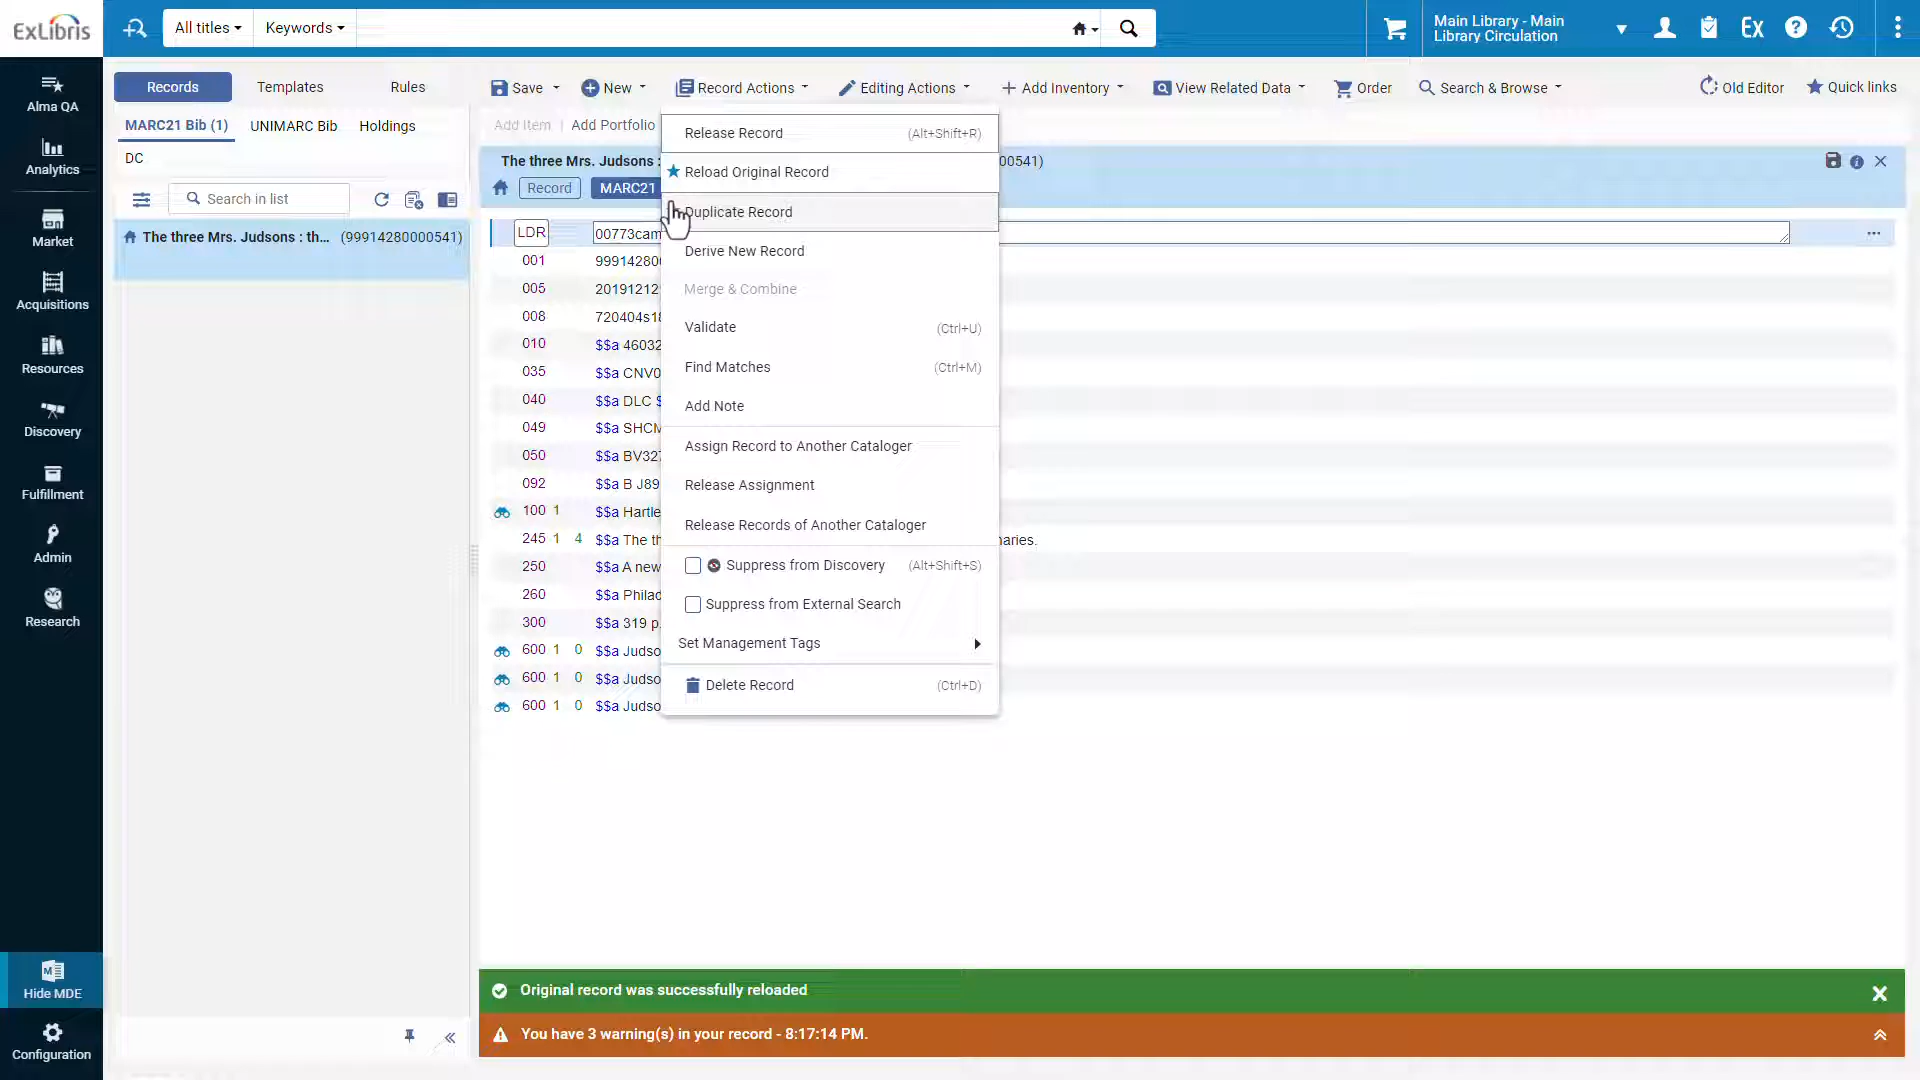 ExLibris
All titles
Keywords
Main Library - Main
Library Circulation
Ex
Alma QA
Analytics
Market
Acquisitions
Resources
Discovery
Fulfillment
Admin
Research
Hide MDE
Configuration
Records
Templates
Rules
MARC21 Bib (1)
UNIMARC Bib
Holdings
DC
Search in list
The three Mrs. Judsons : th... (99914280000541)
Save
New
Record Actions
Editing Actions
Add Inventory
View Related Data
Order
Search & Browse
Old Editor
Quick links
Add Item | Add Portfolio
The three Mrs. Judsons : 00541)
Record
MARC21
LDR 00773cam
001 99914280
005 20191212
008 720404s18
010 $$a 46032
035 $$a CNV0
040 $$a DLC $
049 $$a SHCM
050 $$a BV327
092 $$a B J89
100 1 $$a Hartle
245 1 4 $$a The th naries.
250 $$a A new
260 $$a Philad
300 $$a 319 p.
600 1 0 $$a Judso
600 1 0 $$a Judso
600 1 0 $$a Judso
Release Record (Alt+Shift+R)
Reload Original Record
Duplicate Record
Derive New Record
Merge & Combine
Validate (Ctrl+U)
Find Matches (Ctrl+M)
Add Note
Assign Record to Another Cataloger
Release Assignment
Release Records of Another Cataloger
Suppress from Discovery (Alt+Shift+S)
Suppress from External Search
Set Management Tags
Delete Record (Ctrl+D)
Original record was successfully reloaded
You have 3 warning(s) in your record - 8:17:14 PM.